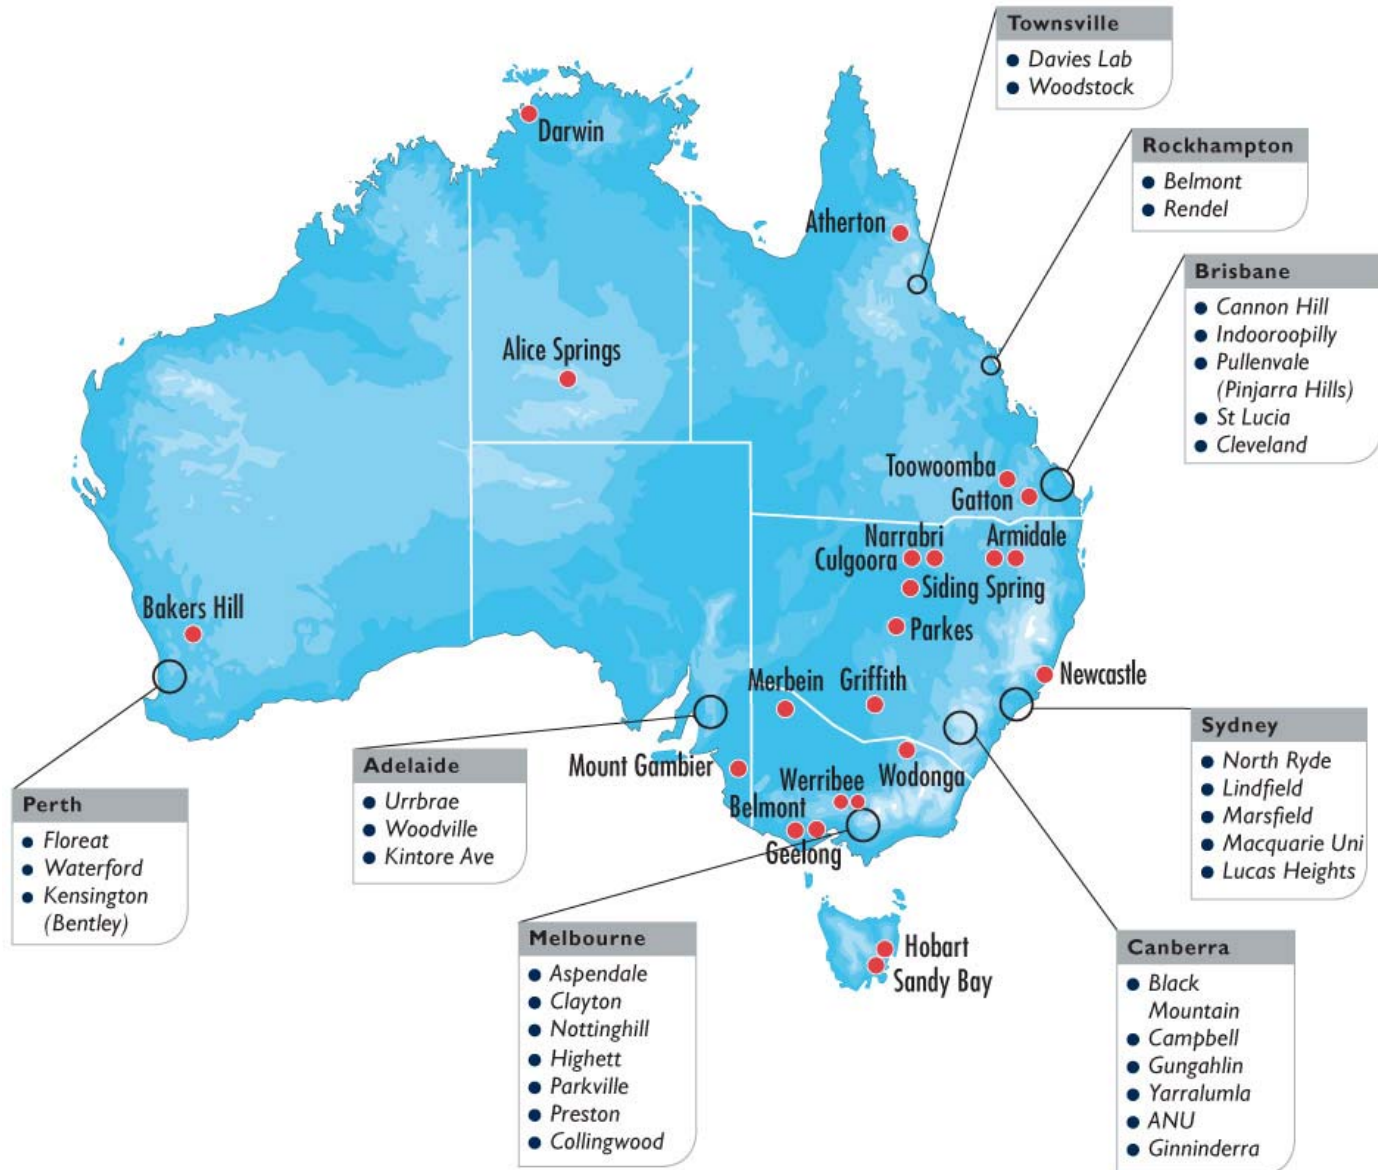 Townsville
Davies Lab
Woodstock
Darwin
Rockhampton
Belmont
Rendel
Atherton
Brisbane
Cannon Hill
Indooroopilly
Pullenvale
(Pinjarra Hills)
St Lucia
Cleveland
Alice Springs
Toowoomba
Gatton
Narrabri
Armidale
Culgoora
Siding Spring
Bakers Hill
Parkes
Newcastle
Merbein
Griffith
Sydney
North Ryde
Lindfield
Marsfield
Macquarie Uni
Lucas Heights
Adelaide
Urrbrae
Woodville
Kintore Ave
Mount Gambier
Wodonga
Werribee
Belmont
Geelong
Perth
Floreat
Waterford
Kensington
(Bentley)
Melbourne
Aspendale
Clayton
Nottinghill
Highett
Parkville
Preston
Collingwood
Hobart
Sandy Bay
Canberra
Black
Mountain
Campbell
Gungahlin
Yarralumla
ANU
Ginninderra